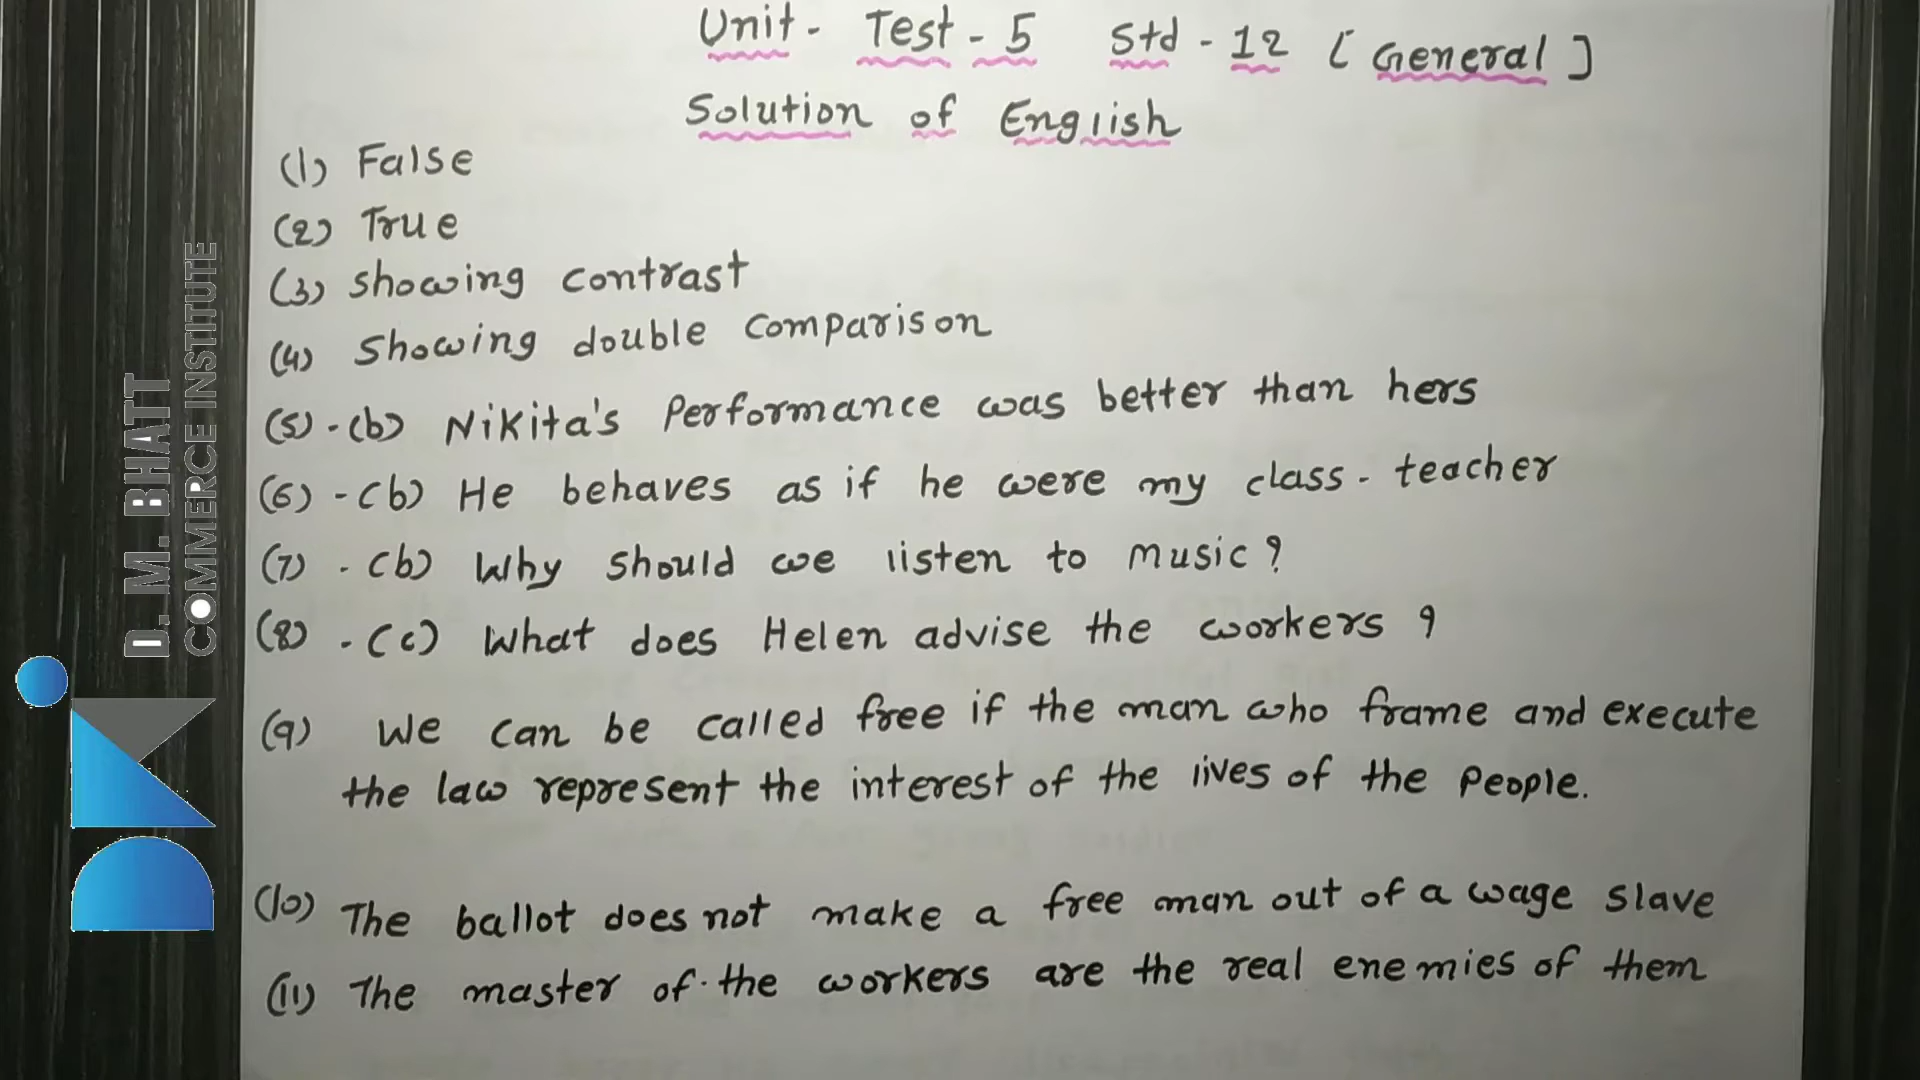 Unit - Test - 5 Std - 12 [General]
Solution of English
(1) False
(2) True
(3) showing contrast
(4) Showing double comparison
(5) - (b) Nikita's Performance was better than hers
(6) - (b) He behaves as if he were my class - teacher
(7) - (b) Why should we listen to music?
(8) - (c) What does Helen advise the workers ?
(9) We can be called free if the man who frame and execute
the law represent the interest of the lives of the People.
(10) The ballot does not make a free man out of a wage slave
(11) The master of the workers are the real enemies of them
D. M. BHATT
COMMERCE INSTITUTE